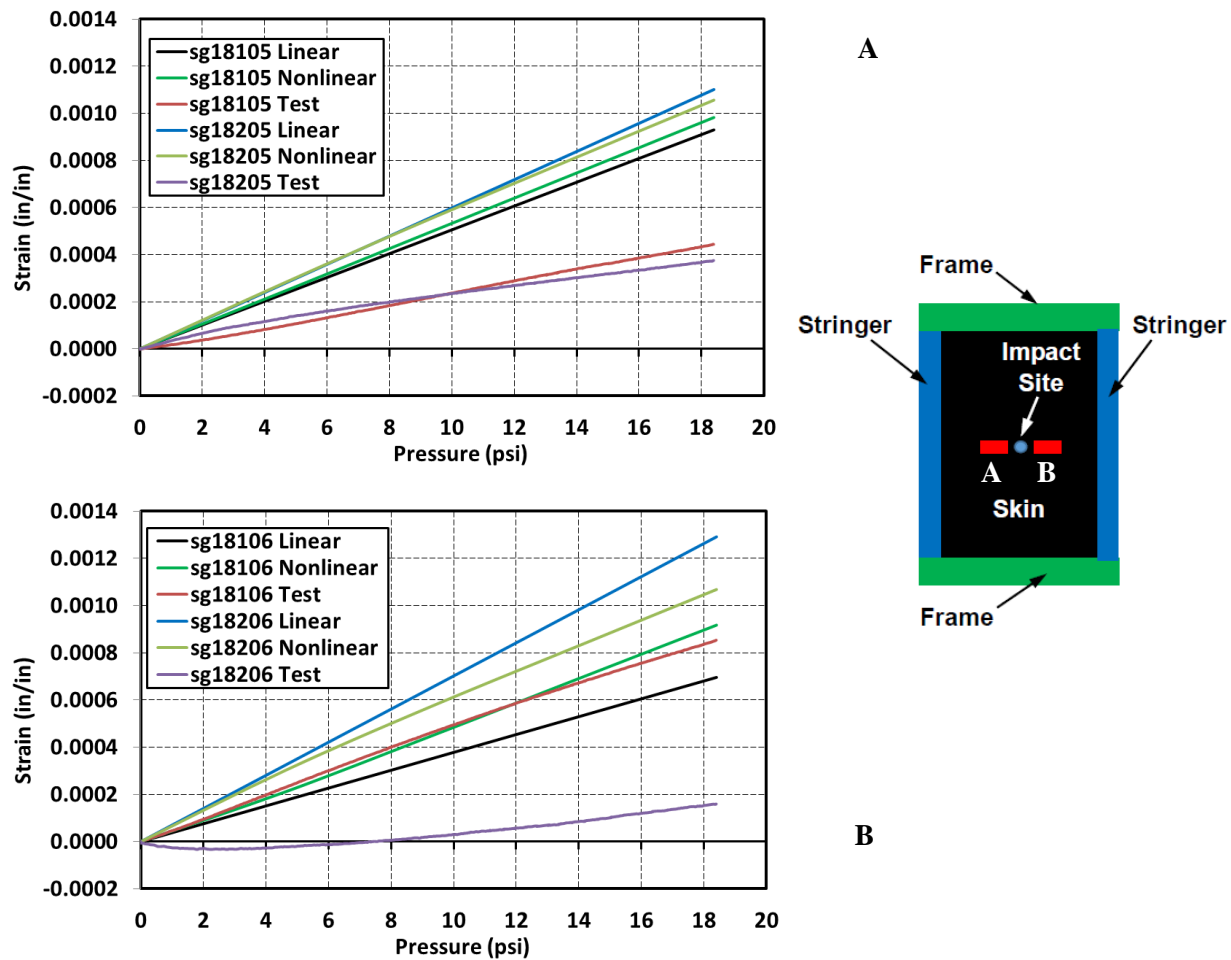 0.0014
0.0012
0.0010
0.0008
0.0006
0.0004
0.0002
0.0000
-0.0002
Strain (in/in)
sg18105 Linear
sg18105 Nonlinear
sg18105 Test
sg18205 Linear
sg18205 Nonlinear
sg18205 Test
0 2 4 6 8 10 12 14 16 18 20
Pressure (psi)
A
0.0014
0.0012
0.0010
0.0008
0.0006
0.0004
0.0002
0.0000
-0.0002
Strain (in/in)
sg18106 Linear
sg18106 Nonlinear
sg18106 Test
sg18206 Linear
sg18206 Nonlinear
sg18206 Test
0 2 4 6 8 10 12 14 16 18 20
Pressure (psi)
B
Frame
Stringer
Stringer
Impact
Site
A B
Skin
Frame